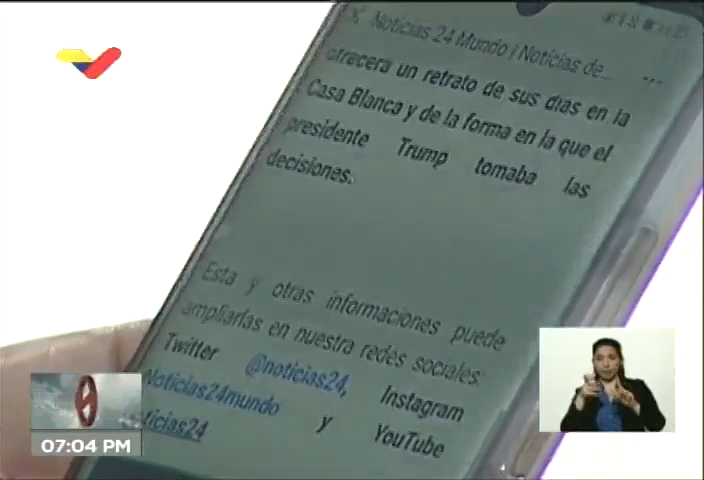 Noticias 24 Mundo | Noticias de...
ofrecerá un retrato de sus días en la
Casa Blanca y de la forma en la que el
presidente Trump tomaba las
decisiones.
Esta y otras informaciones puede
ampliarlas en nuestra redes sociales:
Twitter @noticias24, Instagram
Noticias24mundo y YouTube
ticias24
07:04 PM